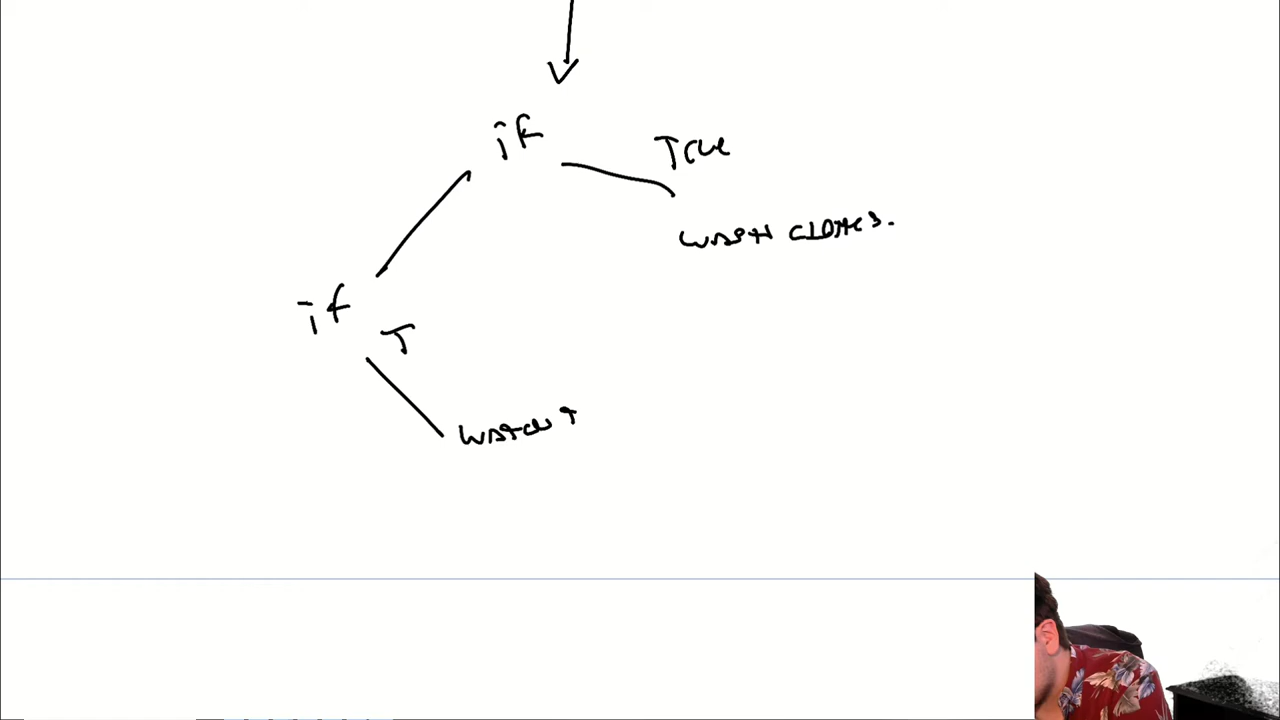 if
True
WASH CLOTHES.
if
T
WATCH T